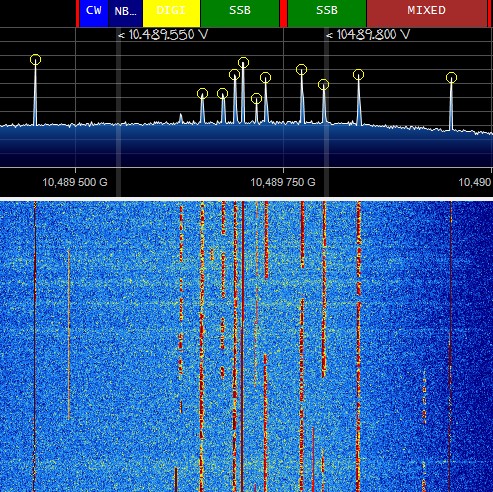 CW NB... DIGI SSB SSB MIXED
< 10.489.550 V < 10.489.800 V
10,489 500 G 10,489 750 G 10,490